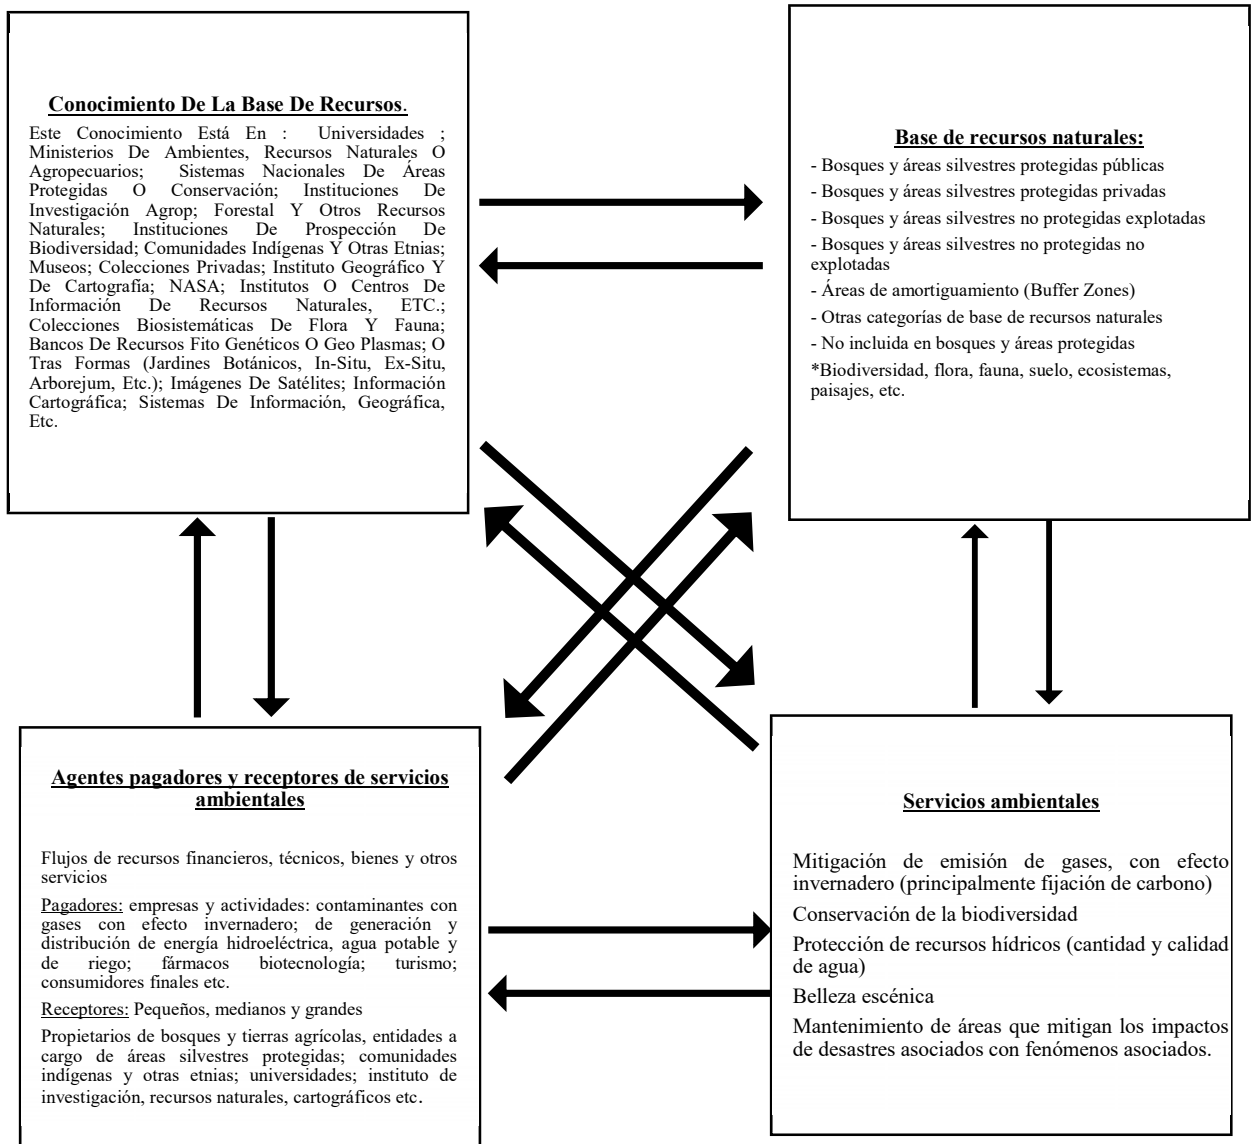 Conocimiento De La Base De Recursos.
Este Conocimiento Está En : Universidades ;
Ministerios De Ambientes, Recursos Naturales O
Agropecuarios; Sistemas Nacionales De Áreas
Protegidas O Conservación; Instituciones De
Investigación Agrop; Forestal Y Otros Recursos
Naturales; Instituciones De Prospección De
Biodiversidad; Comunidades Indígenas Y Otras Etnias;
Museos; Colecciones Privadas; Instituto Geográfico Y
De Cartografía; NASA; Institutos O Centros De
Información De Recursos Naturales, ETC.;
Colecciones Biosistemáticas De Flora Y Fauna;
Bancos De Recursos Fito Genéticos O Geo Plasmas; O
Tras Formas (Jardines Botánicos, In-Situ, Ex-Situ,
Arborejum, Etc.); Imágenes De Satélites; Información
Cartográfica; Sistemas De Información, Geográfica,
Etc.
Base de recursos naturales:
- Bosques y áreas silvestres protegidas públicas
- Bosques y áreas silvestres protegidas privadas
- Bosques y áreas silvestres no protegidas explotadas
- Bosques y áreas silvestres no protegidas no
explotadas
- Áreas de amortiguamiento (Buffer Zones)
- Otras categorías de base de recursos naturales
- No incluida en bosques y áreas protegidas
*Biodiversidad, flora, fauna, suelo, ecosistemas,
paisajes, etc.
Agentes pagadores y receptores de servicios
ambientales
Flujos de recursos financieros, técnicos, bienes y otros
servicios
Pagadores: empresas y actividades: contaminantes con
gases con efecto invernadero; de generación y
distribución de energía hidroeléctrica, agua potable y
de riego; fármacos biotecnología; turismo;
consumidores finales etc.
Receptores: Pequeños, medianos y grandes
Propietarios de bosques y tierras agrícolas, entidades a
cargo de áreas silvestres protegidas; comunidades
indígenas y otras etnias; universidades; instituto de
investigación, recursos naturales, cartográficos etc.
Servicios ambientales
Mitigación de emisión de gases, con efecto
invernadero (principalmente fijación de carbono)
Conservación de la biodiversidad
Protección de recursos hídricos (cantidad y calidad
de agua)
Belleza escénica
Mantenimiento de áreas que mitigan los impactos
de desastres asociados con fenómenos asociados.